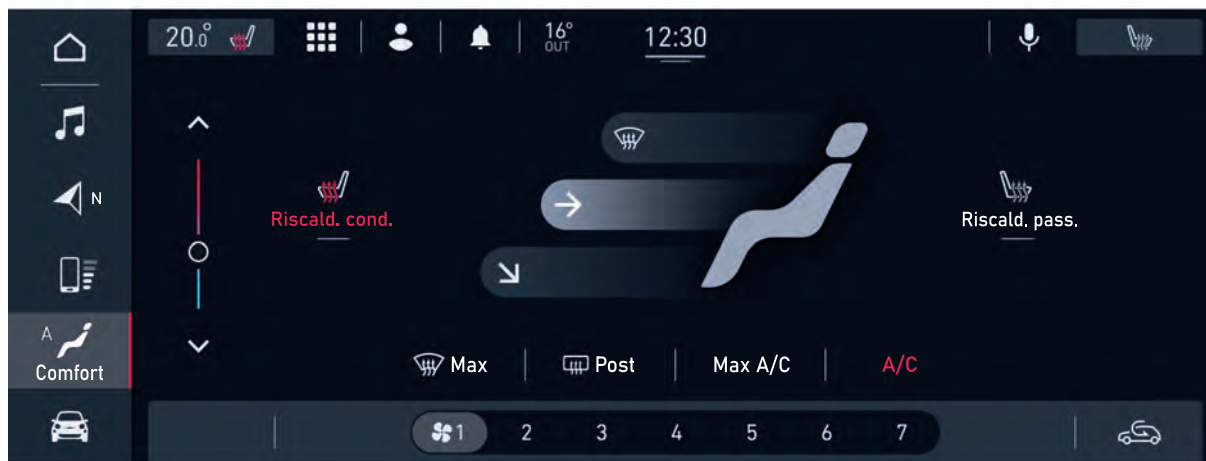 20.0°
16°
OUT
12:30
N
Riscald. cond.
Riscald. pass.
A
Comfort
Max
Post
Max A/C
A/C
1 2 3 4 5 6 7